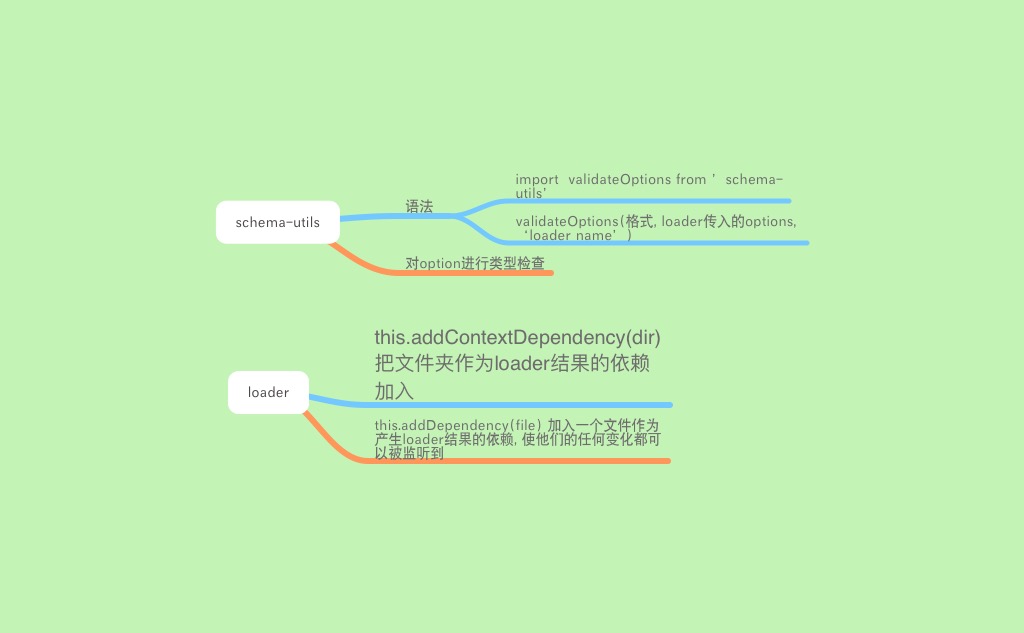 schema-utils
语法
import validateOptions from ’ schema-
utils’
validateOptions(格式, loader传入的options,
‘loader name’ )
对option进行类型检查
loader
this.addContextDependency(dir)
把文件夹作为loader结果的依赖
加入
this.addDependency(file) 加入一个文件作为
产生loader结果的依赖, 使他们的任何变化都可
以被监听到